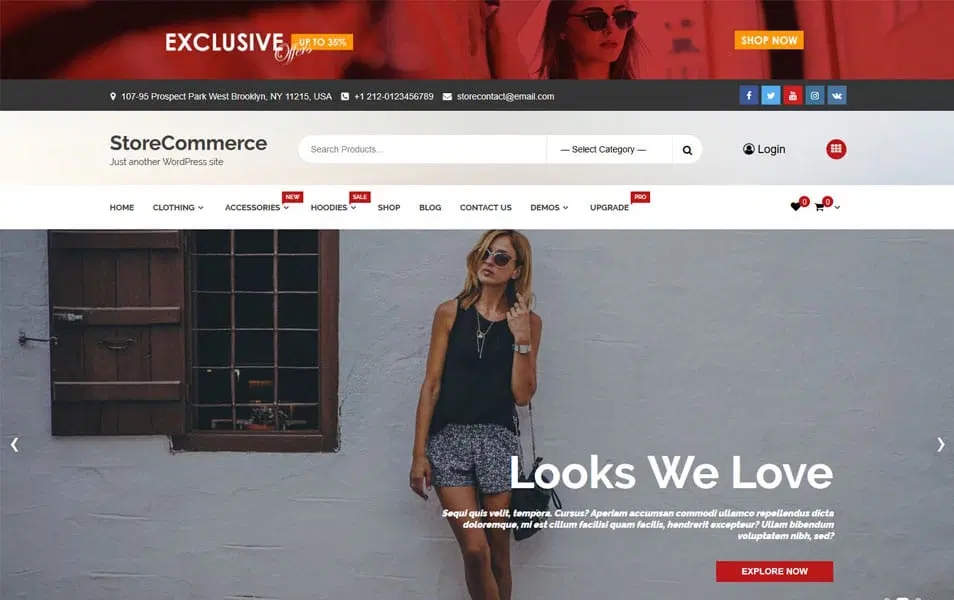 EXCLUSIVE
Offers
UP TO 35%
SHOP NOW
107-95 Prospect Park West Brooklyn, NY 11215, USA +1 212-0123456789 storecontact@email.com
StoreCommerce
Just another WordPress site
Search Products...
— Select Category —
Login
NEW
SALE
PRO
HOME CLOTHING ACCESSORIES HOODIES SHOP BLOG CONTACT US DEMOS UPGRADE
0 0
Looks We Love
Sequi quis velit, tempora. Cursus? Aperiam accumsan commodi ullamco repellendus dicta
doloremque, mi est cillum facilisi quam facilis, hendrerit excepteur? Ullam bibendum
voluptatem nibh, sed?
EXPLORE NOW